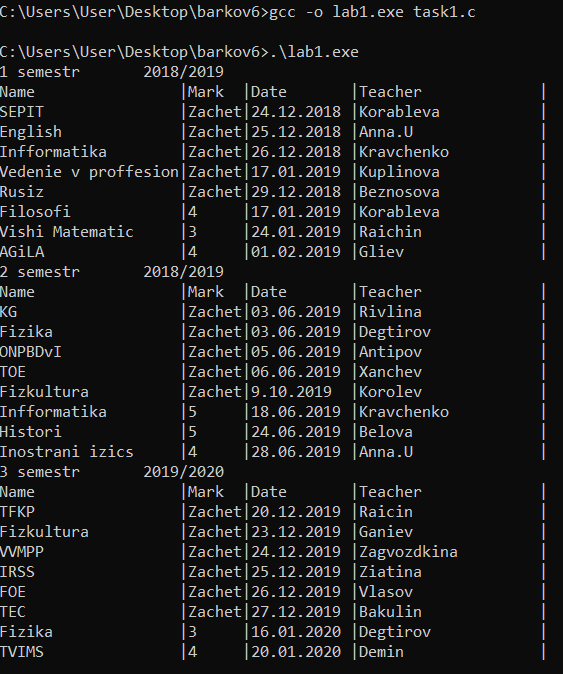 C:\Users\User\Desktop\barkov6>gcc -o lab1.exe task1.c
C:\Users\User\Desktop\barkov6>.\lab1.exe
1 semestr       2018/2019
Name                |Mark  |Date       |Teacher             |
SEPIT               |Zachet|24.12.2018 |Korableva           |
English             |Zachet|25.12.2018 |Anna.U              |
Infformatika        |Zachet|26.12.2018 |Kravchenko          |
Vedenie v proffesion|Zachet|17.01.2019 |Kuplinova           |
Rusiz               |Zachet|29.12.2018 |Beznosova           |
Filosofi            |4     |17.01.2019 |Korableva           |
Vishi Matematic     |3     |24.01.2019 |Raichin             |
AGiLA               |4     |01.02.2019 |Gliev               |
2 semestr       2018/2019
Name                |Mark  |Date       |Teacher             |
KG                  |Zachet|03.06.2019 |Rivlina             |
Fizika              |Zachet|03.06.2019 |Degtirov            |
ONPBDvI             |Zachet|05.06.2019 |Antipov             |
TOE                 |Zachet|06.06.2019 |Xanchev             |
Fizkultura          |Zachet|9.10.2019  |Korolev             |
Infformatika        |5     |18.06.2019 |Kravchenko          |
Histori             |5     |24.06.2019 |Belova              |
Inostrani izics     |4     |28.06.2019 |Anna.U              |
3 semestr       2019/2020
Name                |Mark  |Date       |Teacher             |
TFKP                |Zachet|20.12.2019 |Raicin              |
Fizkultura          |Zachet|23.12.2019 |Ganiev              |
VVMPP               |Zachet|24.12.2019 |Zagvozdkina         |
IRSS                |Zachet|25.12.2019 |Ziatina             |
FOE                 |Zachet|26.12.2019 |Vlasov              |
TEC                 |Zachet|27.12.2019 |Bakulin             |
Fizika              |3     |16.01.2020 |Degtirov            |
TVIMS               |4     |20.01.2020 |Demin               |